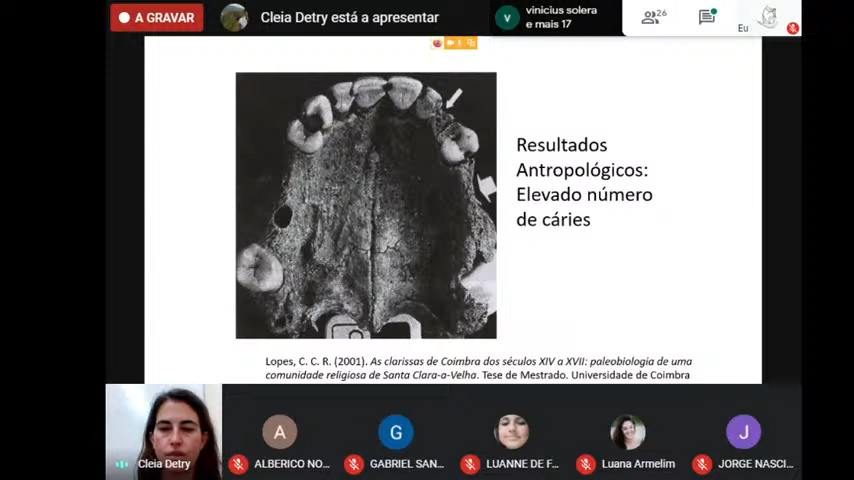 A GRAVAR
Cleia Detry está a apresentar
v
vinicius solera
e mais 17
26
Eu
Resultados
Antropológicos:
Elevado número
de cáries
Lopes, C. C. R. (2001). As clarissas de Coimbra dos séculos XIV a XVII: paleobiologia de uma
comunidade religiosa de Santa Clara-a-Velha. Tese de Mestrado. Universidade de Coimbra
A
G
J
Cleia Detry
ALBERICO NO...
GABRIEL SAN...
LUANNE DE F...
Luana Armelim
JORGE NASCI...